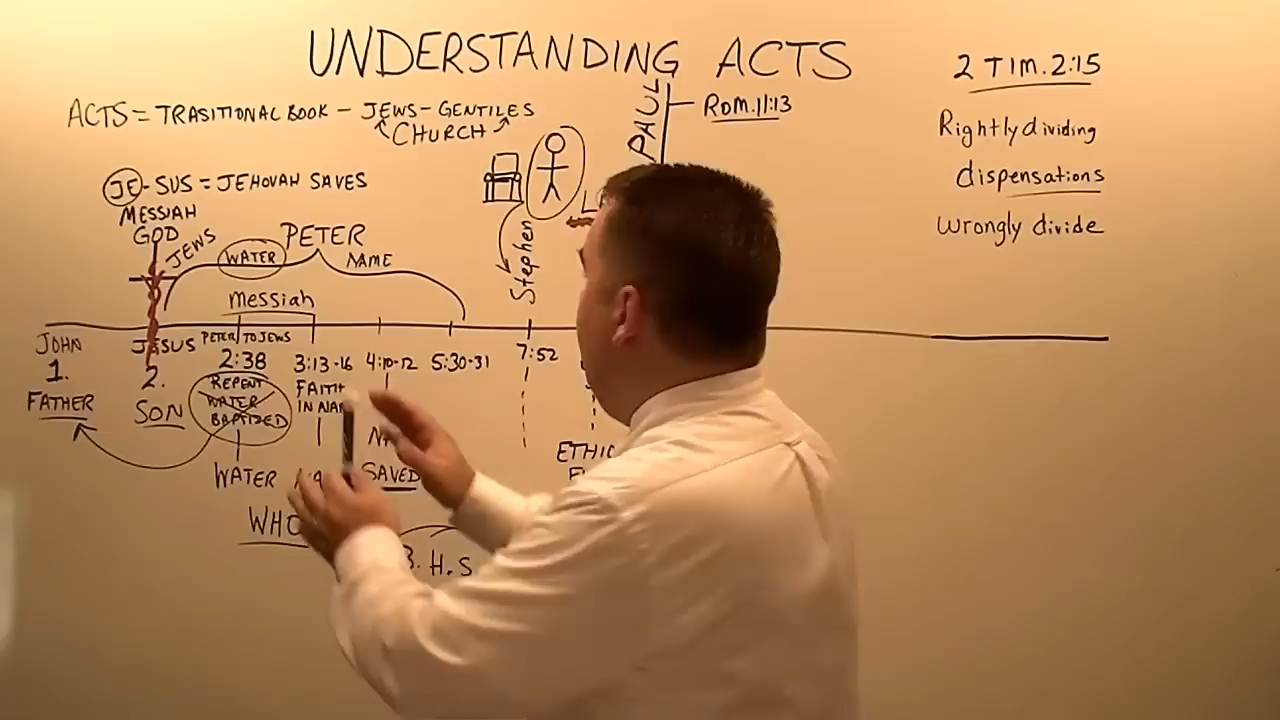 UNDERSTANDING ACTS
2 TIM. 2:15
Rightly dividing
dispensations
wrongly divide
ACTS = TRASITIONAL BOOK - JEWS - GENTILES
CHURCH
PAUL
Rom. 11:13
JE-SUS = JEHOVAH SAVES
MESSIAH
GOD
JEWS
PETER
WATER
NAME
messiah
Stephen
JOHN
JESUS
PETER TO JEWS
1.
2.
2:38
3:13-16
4:10-12
5:30-31
7:52
FATHER
SON
REPENT
WATER
BAPTIZED
FAITH
IN
WATER
SAVED
H.S